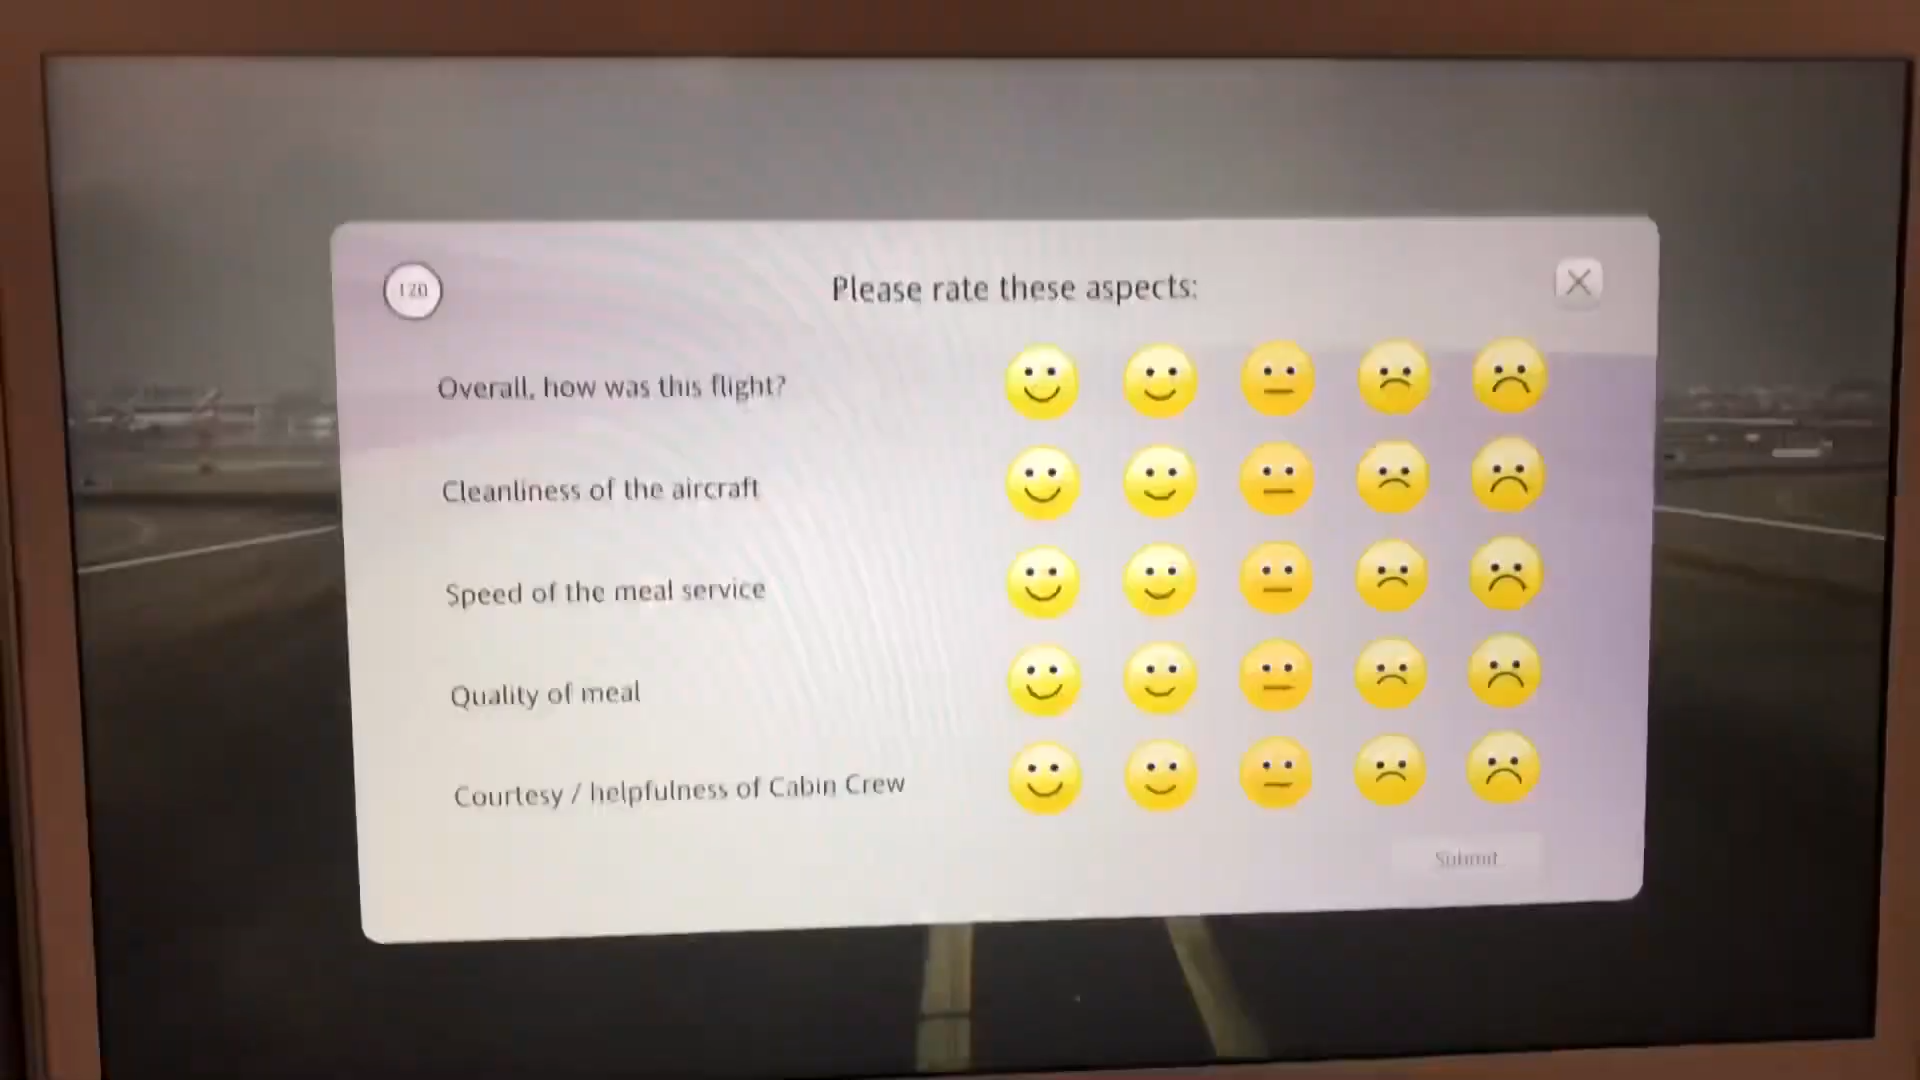 120
Please rate these aspects:
Overall, how was this flight?
Cleanliness of the aircraft
Speed of the meal service
Quality of meal
Courtesy / helpfulness of Cabin Crew
Submit